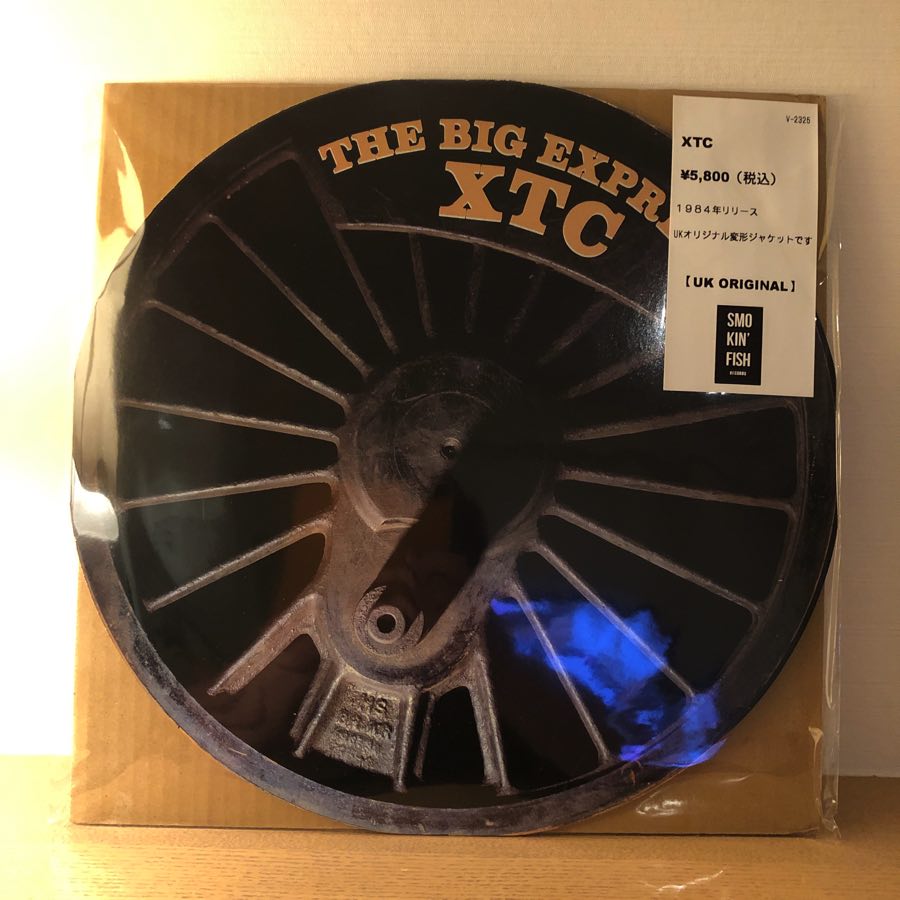 THE BIG EXPR
XTC
V-2325
XTC
¥5,800（税込）
1984年リリース
UKオリジナル変形ジャケットです
【UK ORIGINAL】
SMO
KIN'
FISH
RECORDS